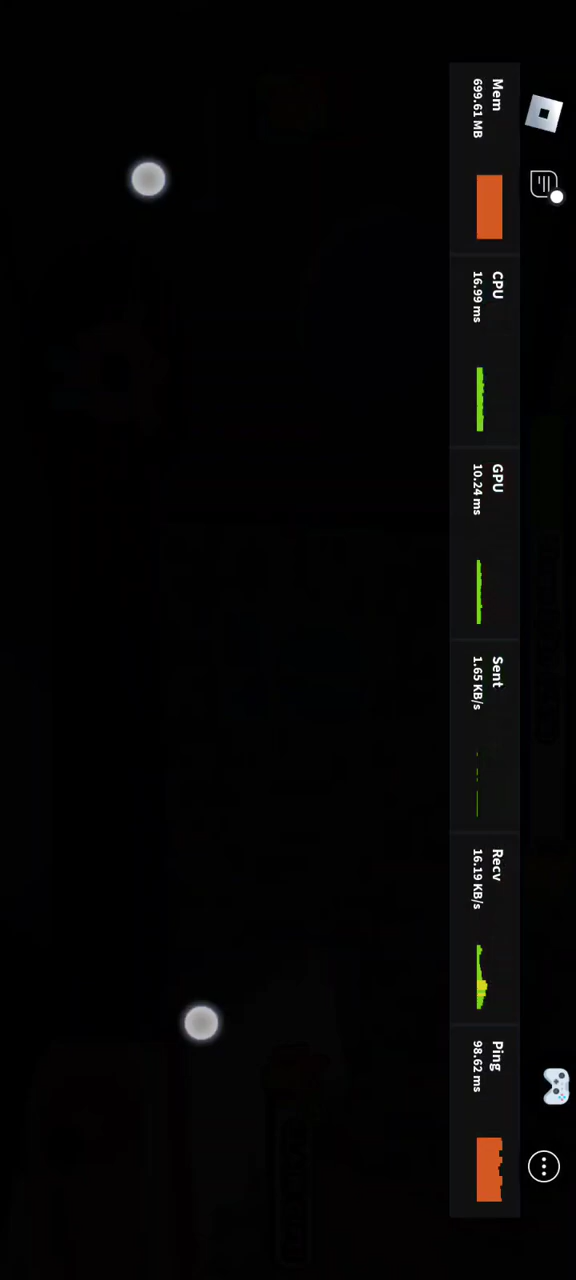 Mem
699.61 MB
CPU
16.99 ms
GPU
10.24 ms
Sent
1.65 KB/s
Recv
16.19 KB/s
Ping
98.62 ms